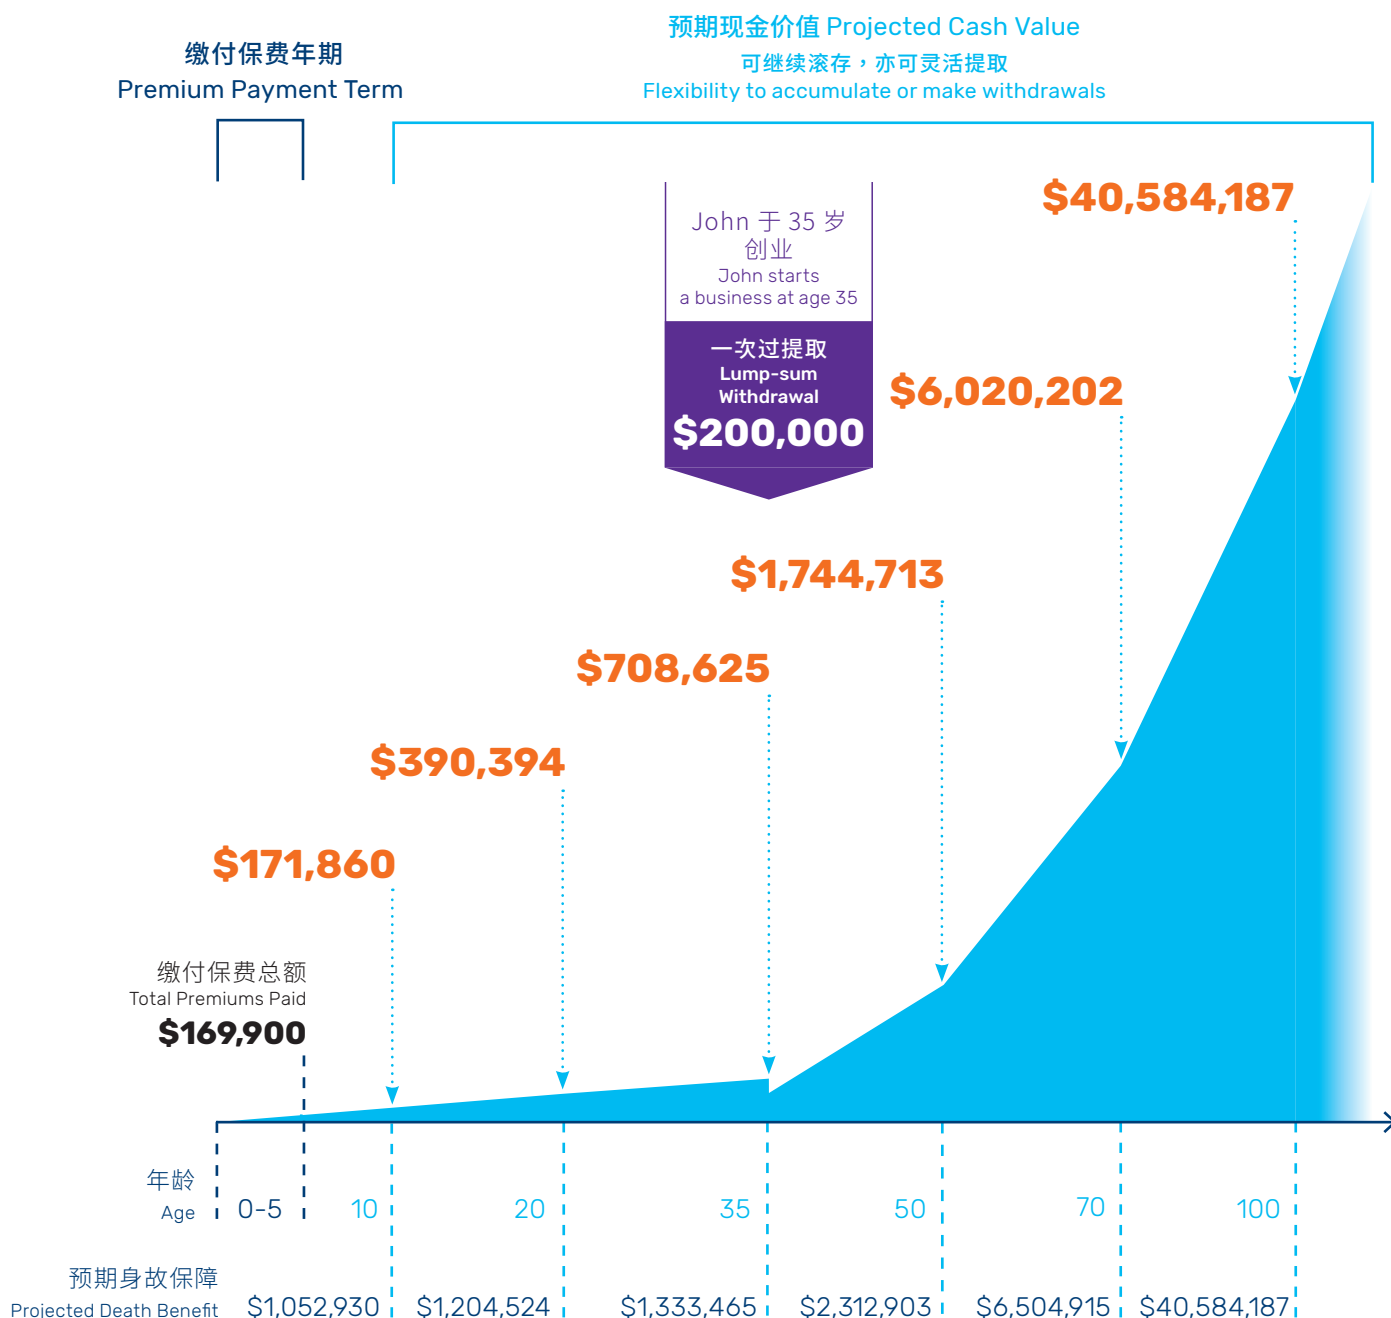 缴付保费年期
Premium Payment Term
预期现金价值 Projected Cash Value
可继续滚存，亦可灵活提取
Flexibility to accumulate or make withdrawals
John 于 35 岁
创业
John starts
a business at age 35
一次过提取
Lump-sum
Withdrawal
$200,000
$40,584,187
$6,020,202
$1,744,713
$708,625
$390,394
$171,860
缴付保费总额
Total Premiums Paid
$169,900
年龄
Age 0-5 10 20 35 50 70 100
预期身故保障
Projected Death Benefit $1,052,930 $1,204,524 $1,333,465 $2,312,903 $6,504,915 $40,584,187